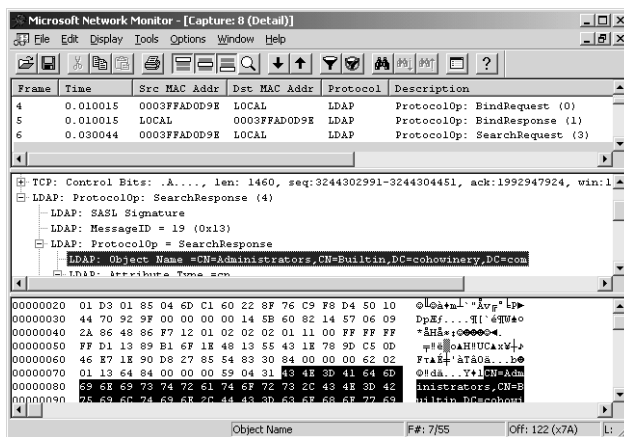 Microsoft Network Monitor - [Capture: 8 (Detail)]
File Edit Display Tools Options Window Help
Frame Time Src MAC Addr Dst MAC Addr Protocol Description
4 0.010015 0003FFAD0D9E LOCAL LDAP ProtocolOp: BindRequest (0)
5 0.010015 LOCAL 0003FFAD0D9E LDAP ProtocolOp: BindResponse (1)
6 0.030044 0003FFAD0D9E LOCAL LDAP ProtocolOp: SearchRequest (3)
TCP: Control Bits: .A...., len: 1460, seq:3244302991-3244304451, ack:1992947924, win:1
LDAP: ProtocolOp: SearchResponse (4)
LDAP: SASL Signature
LDAP: MessageID = 19 (0x13)
LDAP: ProtocolOp = SearchResponse
LDAP: Object Name =CN=Administrators,CN=Builtin,DC=cohowinery,DC=com
LDAP: Attribute Type =cn
00000020 01 D3 01 85 04 6D C1 60 22 8F 76 C9 F8 D4 50 10
00000030 44 70 92 9F 00 00 00 00 14 5B 60 82 14 57 06 09
00000040 2A 86 48 86 F7 12 01 02 02 02 01 11 00 FF FF FF
00000050 FF D1 13 89 B1 6F 1E 48 13 55 43 1E 78 9D C5 0D
00000060 46 E7 1E 90 D8 27 85 54 83 30 84 00 00 00 62 02
00000070 01 13 64 84 00 00 00 59 04 31 43 4E 3D 41 64 6D CN=Adm
00000080 69 6E 69 73 74 72 61 74 6F 72 73 2C 43 4E 3D 42 inistrators,CN=B
00000090 75 69 6C 74 69 6E 2C 44 43 3D 63 6F 68 6F 77 69 uiltin,DC=cohowi
Object Name F#: 7/55 Off: 122 (x7A) L: